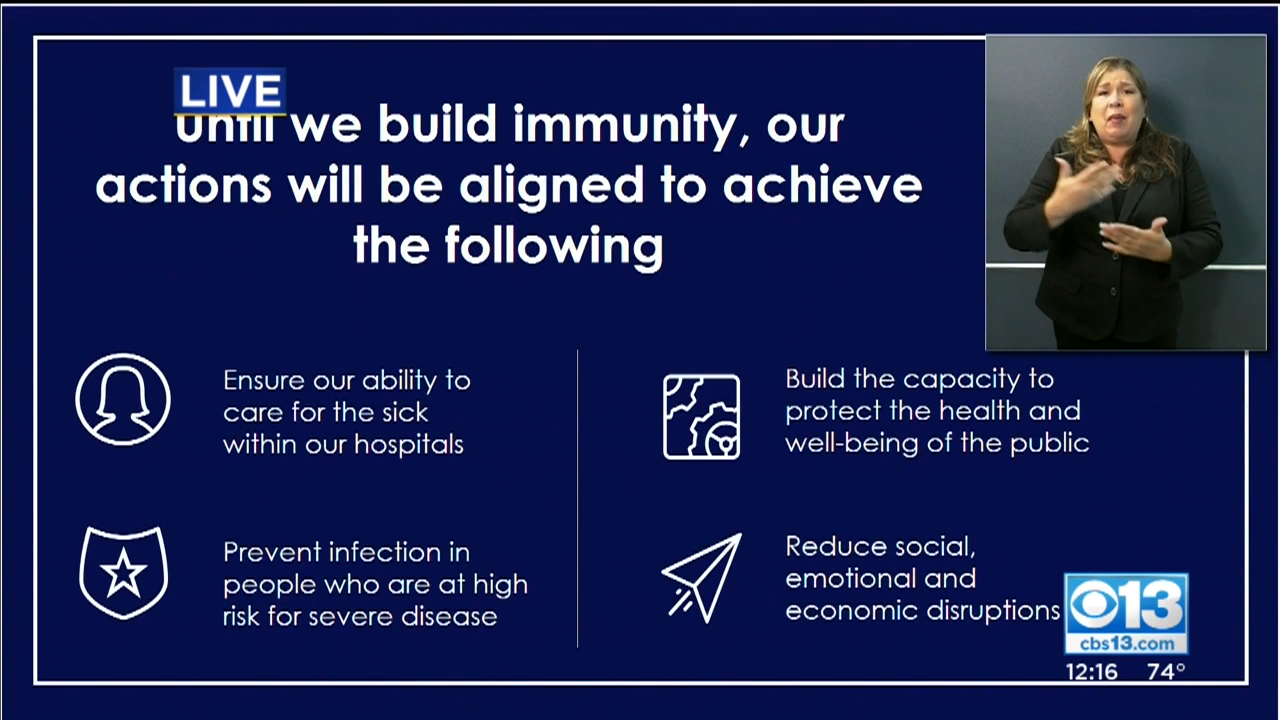 LIVE
Until we build immunity, our
actions will be aligned to achieve
the following
Ensure our ability to
care for the sick
within our hospitals
Build the capacity to
protect the health and
well-being of the public
Prevent infection in
people who are at high
risk for severe disease
Reduce social,
emotional and
economic disruptions
13
cbs13.com
12:16 74°